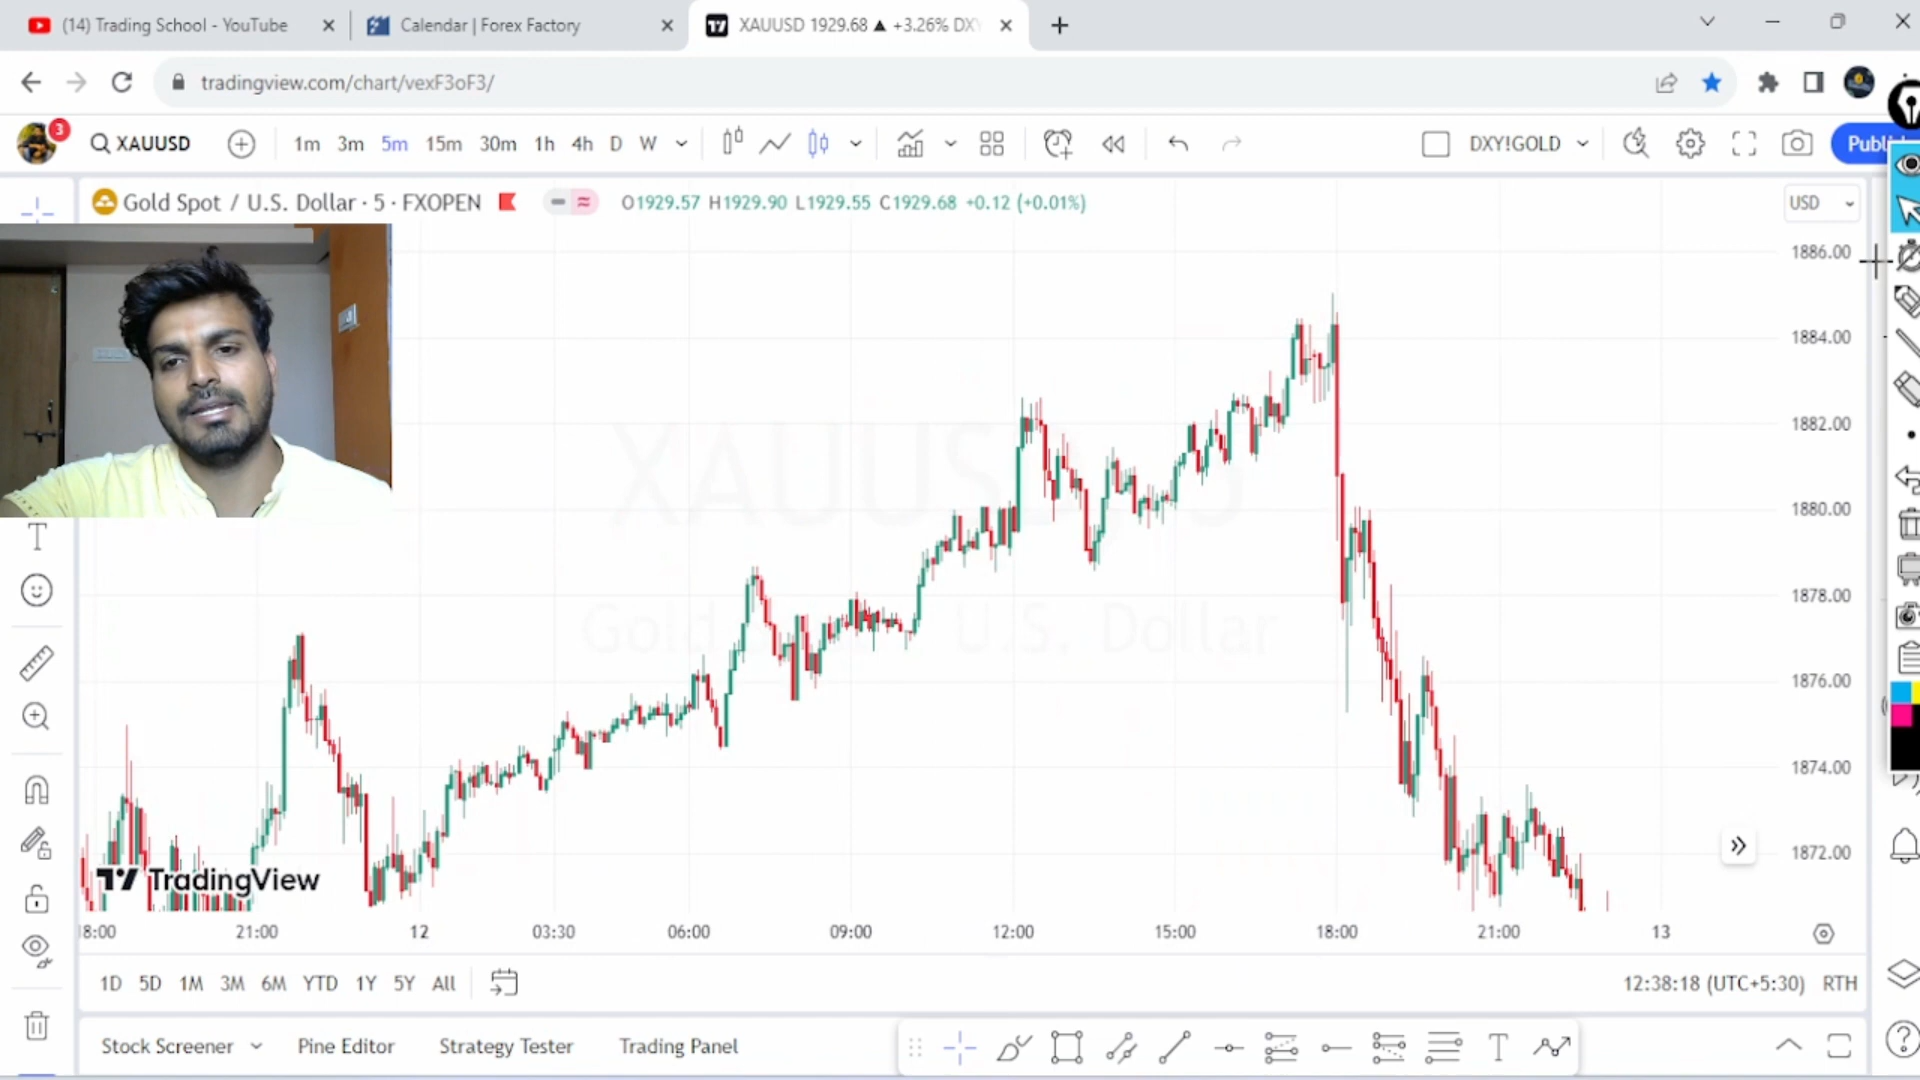 (14) Trading School - YouTube
Calendar | Forex Factory
XAUUSD 1929.68 ▲ +3.26% DXY
tradingview.com/chart/vexF3oF3/
3
XAUUSD
1m 3m 5m 15m 30m 1h 4h D W
DXY!GOLD
Gold Spot / U.S. Dollar · 5 · FXOPEN
O1929.57 H1929.90 L1929.55 C1929.68 +0.12 (+0.01%)
USD
1886.00
1884.00
1882.00
1880.00
1878.00
1876.00
1874.00
1872.00
TradingView
18:00 21:00 12 03:30 06:00 09:00 12:00 15:00 18:00 21:00 13
1D 5D 1M 3M 6M YTD 1Y 5Y All
12:38:18 (UTC+5:30) RTH
Stock Screener Pine Editor Strategy Tester Trading Panel